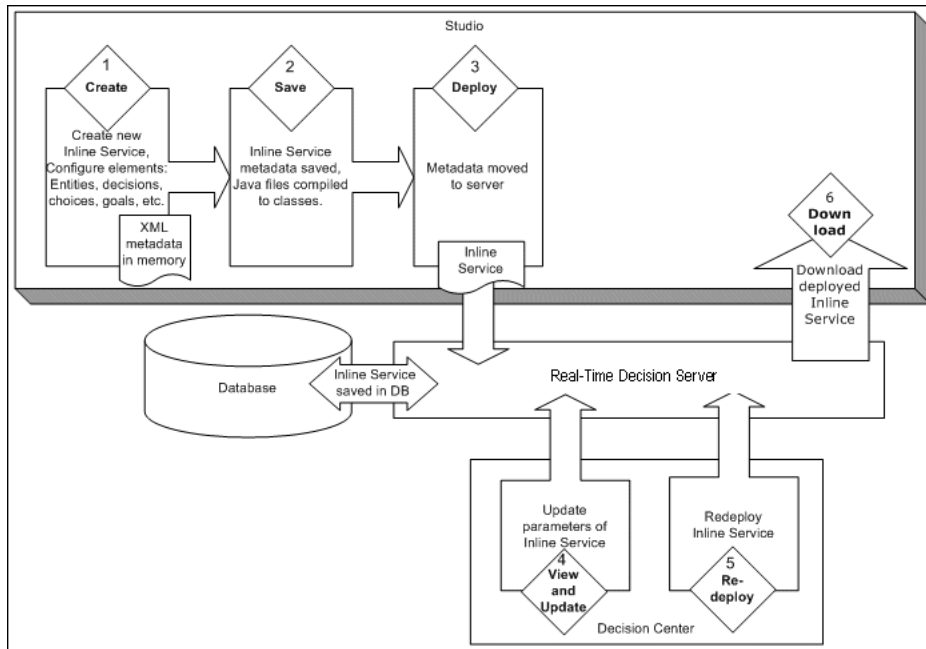 Studio
1
Create
Create new
Inline Service,
Configure elements:
Entities, decisions,
choices, goals, etc.
XML
metadata
in memory
2
Save
Inline Service
metadata saved,
Java files compiled
to classes.
3
Deploy
Metadata moved
to server
Inline
Service
6
Down
load
Download
deployed
Inline
Service
Database
Inline Service
saved in DB
Real-Time Decision Server
Update
parameters of
Inline Service
4
View
and
Update
Redeploy
Inline Service
5
Re-
deploy
Decision Center